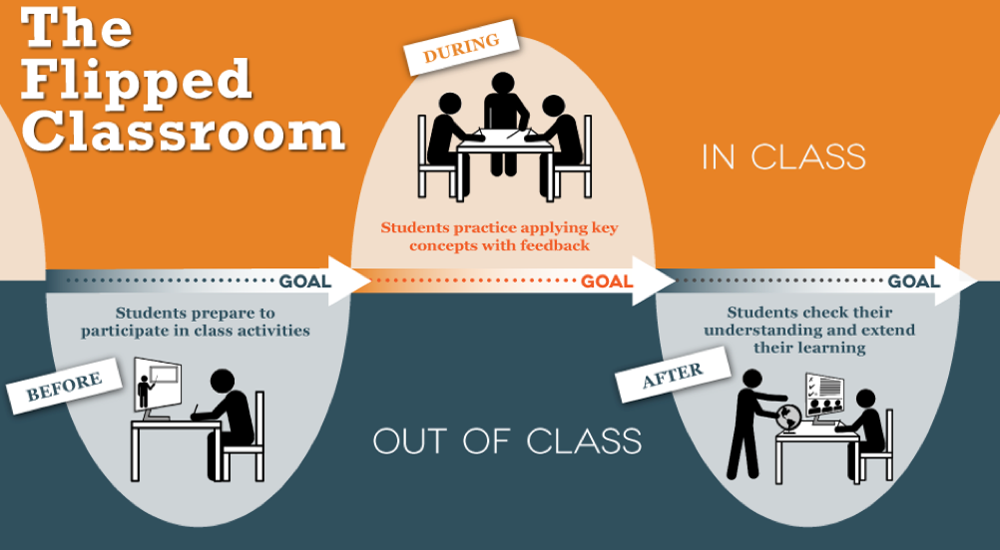 The
Flipped
Classroom
DURING
IN CLASS
Students practice applying key
concepts with feedback
GOAL
GOAL
GOAL
Students prepare to
participate in class activities
BEFORE
OUT OF CLASS
Students check their
understanding and extend
their learning
AFTER